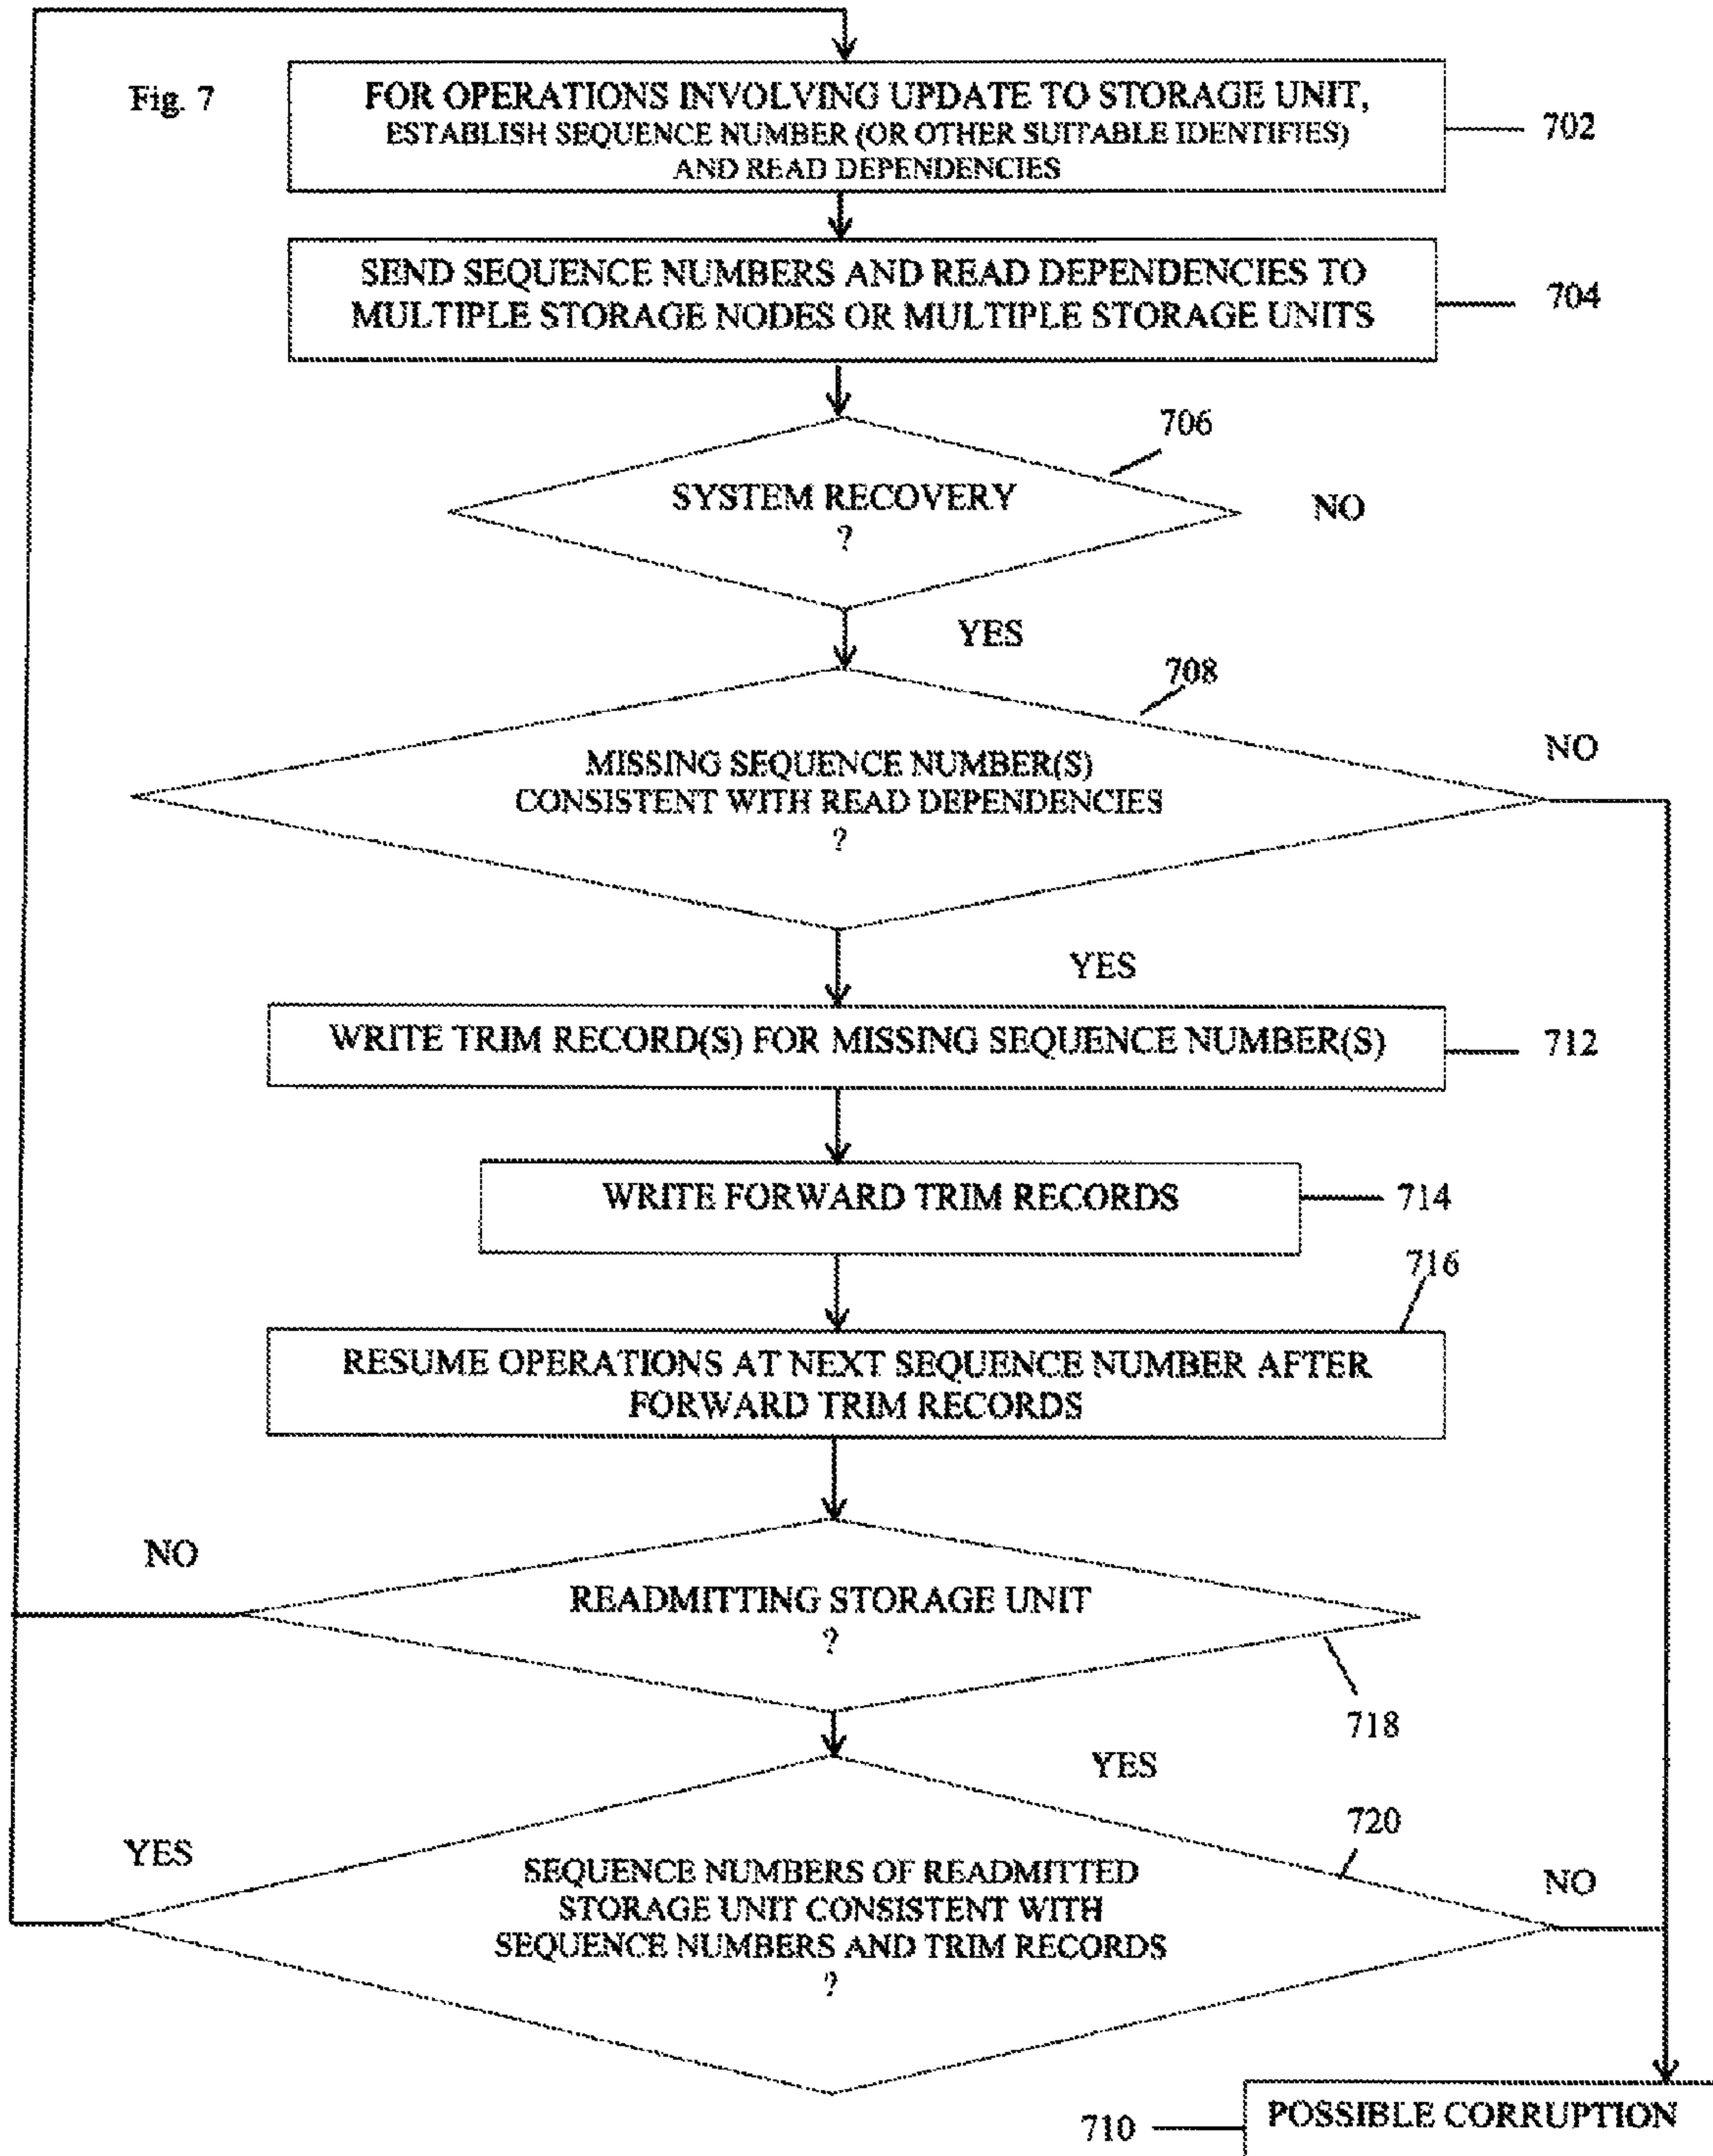 Fig. 7
FOR OPERATIONS INVOLVING UPDATE TO STORAGE UNIT,
ESTABLISH SEQUENCE NUMBER (OR OTHER SUITABLE IDENTIFIES)
AND READ DEPENDENCIES
702
SEND SEQUENCE NUMBERS AND READ DEPENDENCIES TO
MULTIPLE STORAGE NODES OR MULTIPLE STORAGE UNITS
704
706
SYSTEM RECOVERY
?
NO
YES
708
MISSING SEQUENCE NUMBER(S)
CONSISTENT WITH READ DEPENDENCIES
?
NO
YES
WRITE TRIM RECORD(S) FOR MISSING SEQUENCE NUMBER(S)
712
WRITE FORWARD TRIM RECORDS
714
716
RESUME OPERATIONS AT NEXT SEQUENCE NUMBER AFTER
FORWARD TRIM RECORDS
NO
READMITTING STORAGE UNIT
?
718
YES
720
YES
SEQUENCE NUMBERS OF READMITTED
STORAGE UNIT CONSISTENT WITH
SEQUENCE NUMBERS AND TRIM RECORDS
?
NO
710
POSSIBLE CORRUPTION